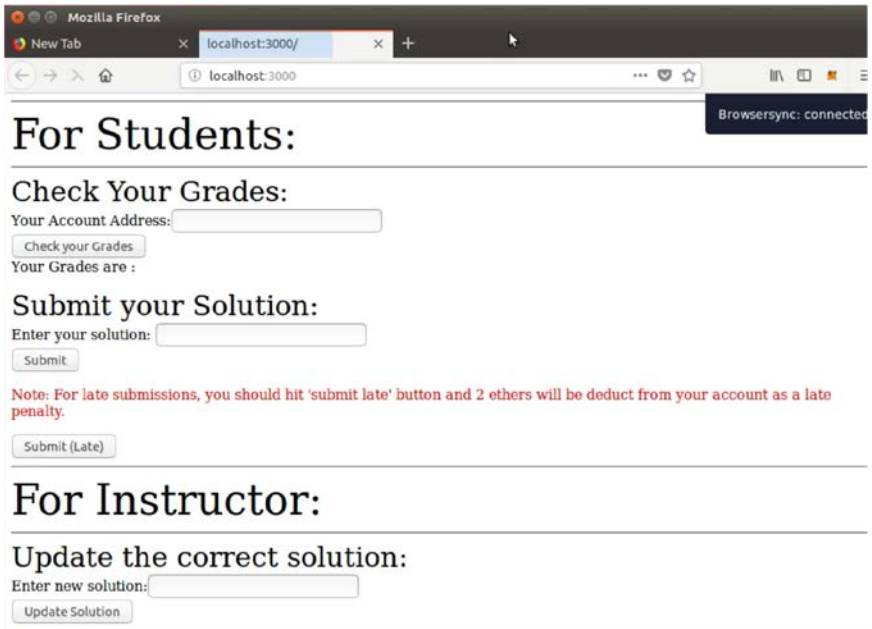 Mozilla Firefox
New Tab
localhost:3000/
localhost:3000
Browsersync: connected
For Students:
Check Your Grades:
Your Account Address:
Check your Grades
Your Grades are :
Submit your Solution:
Enter your solution:
Submit
Note: For late submissions, you should hit 'submit late' button and 2 ethers will be deduct from your account as a late
penalty.
Submit (Late)
For Instructor:
Update the correct solution:
Enter new solution:
Update Solution